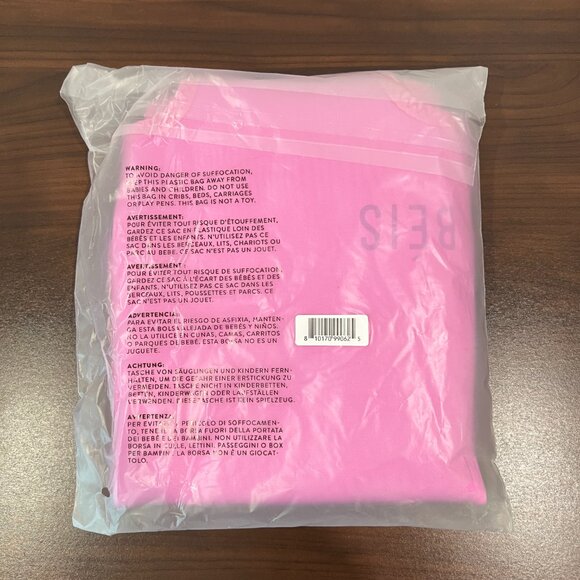 WARNING:
TO AVOID DANGER OF SUFFOCATION,
KEEP THIS PLASTIC BAG AWAY FROM
BABIES AND CHILDREN. DO NOT USE
THIS BAG IN CRIBS, BEDS, CARRIAGES
OR PLAY PENS. THIS BAG IS NOT A TOY.
AVERTISSEMENT:
POUR ÉVITER TOUT RISQUE D'ÉTOUFFEMENT,
GARDEZ CE SAC EN PLASTIQUE LOIN DES
BÉBÉS ET LES ENFANTS. N'UTILISEZ PAS CE
SAC DANS LES BERCEAUX, LITS, CHARIOTS OU
PARC AU BEBE. CE SAC N'EST PAS UN JOUET.
AVERTISSEMENT :
POUR ÉVITER TOUT RISQUE DE SUFFOCATION,
GARDEZ CE SAC À L'ÉCART DES BÉBÉS ET DES
ENFANTS. N'UTILISEZ PAS CE SAC DANS LES
BERCEAUX, LITS, POUSSETTES ET PARCS. CE
SAC N'EST PAS UN JOUET.
ADVERTENCIA:
PARA EVITAR EL RIESGO DE ASFIXIA, MANTEN-
GA ESTA BOLSA ALEJADA DE BEBÉS Y NIÑOS.
NO LA UTILICE EN CUNAS, CAMAS, CARRITOS
O PARQUES DE BEBÉ. ESTA BOLSA NO ES UN
JUGUETE.
ACHTUNG:
TASCHE VON SÄUGLINGEN UND KINDERN FERN-
HALTEN, UM DIE GEFAHR EINER ERSTICKUNG ZU
VERMEIDEN. TASCHE NICHT IN KINDERBETTEN,
BETTEN, KINDERWAGEN ODER LAUFSTÄLLEN
VERWENDEN. DIESE TASCHE IST KEIN SPIELZEUG.
AVVERTENZA:
PER EVITARE IL PERICOLO DI SOFFOCAMEN-
TO, TENERE LA BORSA FUORI DELLA PORTATA
DEI BEBÈ E DEI BAMBINI. NON UTILIZZARE LA
BORSA IN CULLE, LETTINI, PASSEGGINI O BOX
PER BAMBINI. LA BORSA NON È UN GIOCAT-
TOLO.
BEIS
8 10170 99062 5